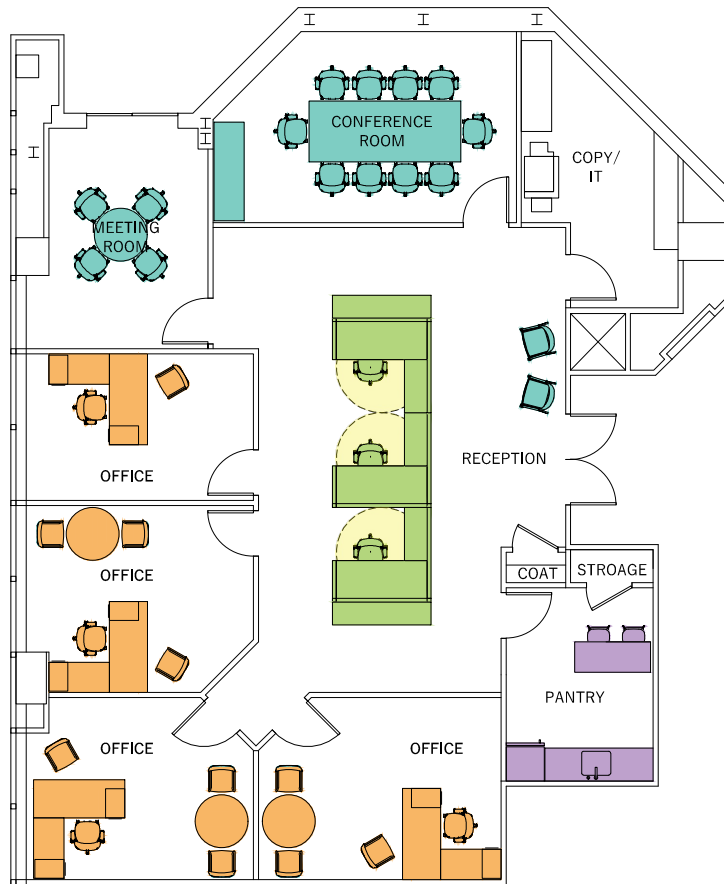 CONFERENCE
ROOM
COPY/
IT
MEETING
ROOM
OFFICE
RECEPTION
OFFICE
COAT
STROAGE
PANTRY
OFFICE
OFFICE